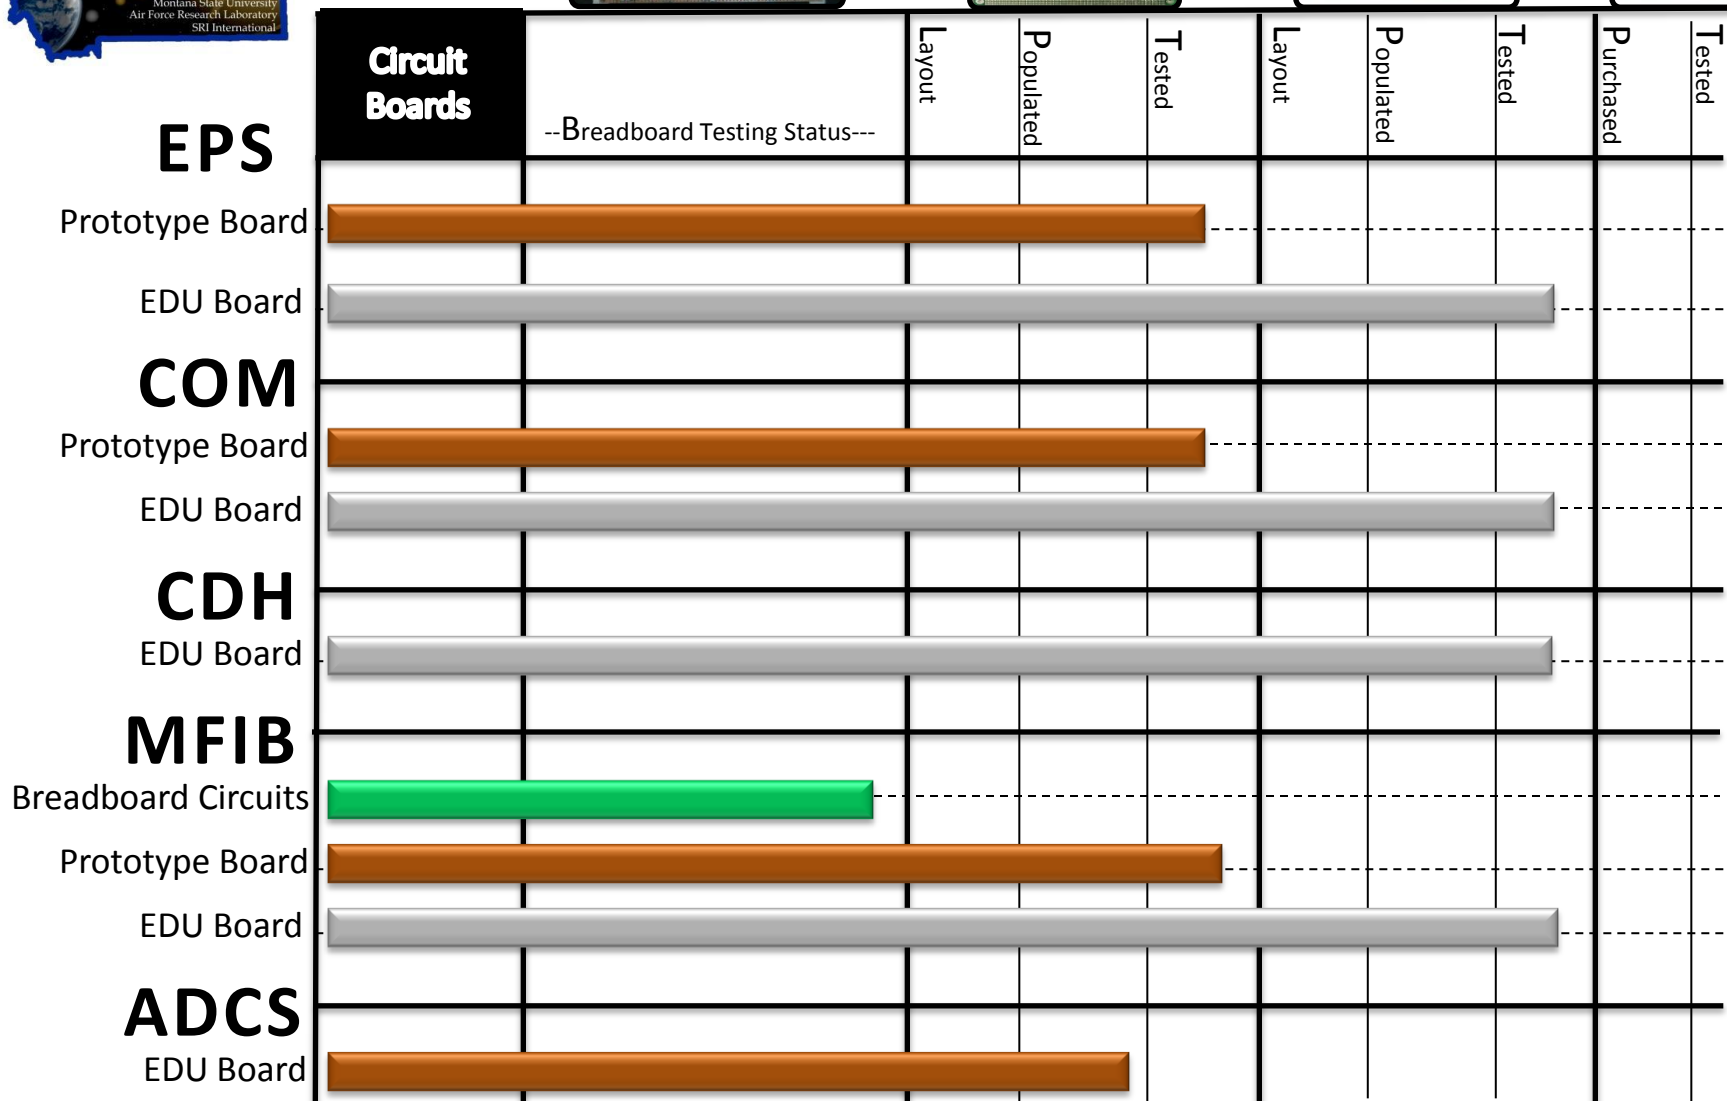 Montana State University
Air Force Research Laboratory
SRI International
Circuit
Boards
--Breadboard Testing Status---
Layout
Populated
Tested
Layout
Populated
Tested
Purchased
Tested
EPS
Prototype Board
EDU Board
COM
Prototype Board
EDU Board
CDH
EDU Board
MFIB
Breadboard Circuits
Prototype Board
EDU Board
ADCS
EDU Board